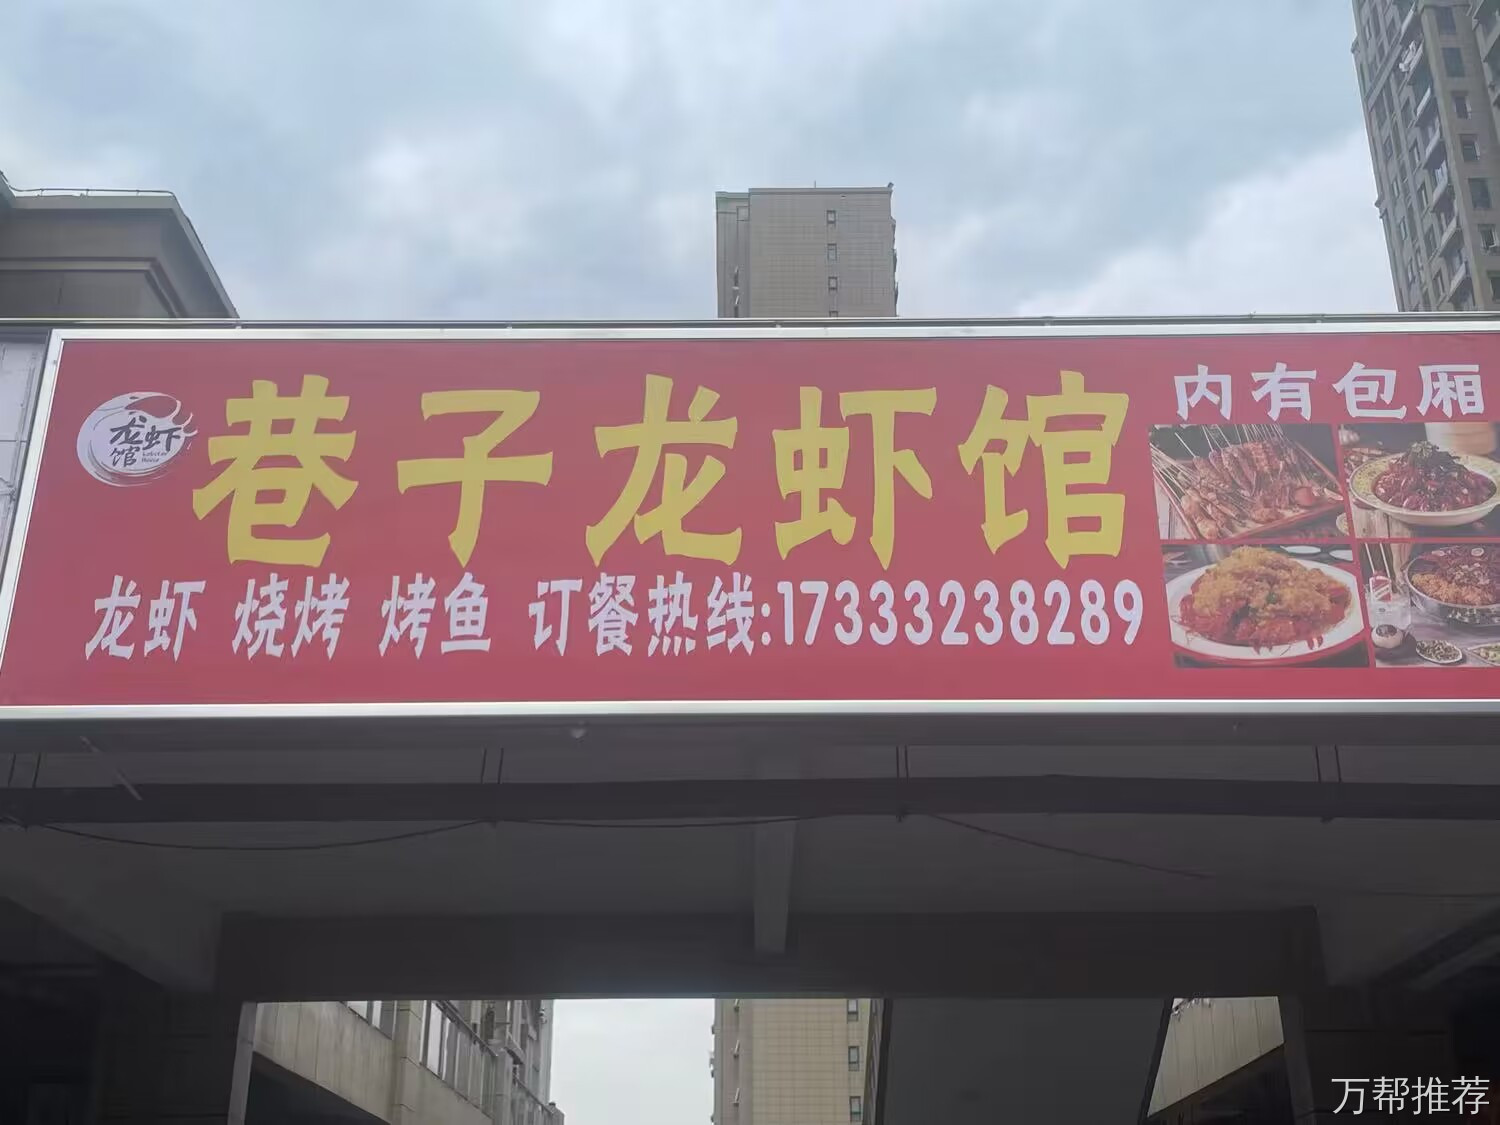 龙虾
馆
巷子龙虾馆
内有包厢
龙虾 烧烤 烤鱼 订餐热线:17333238289
万帮推荐